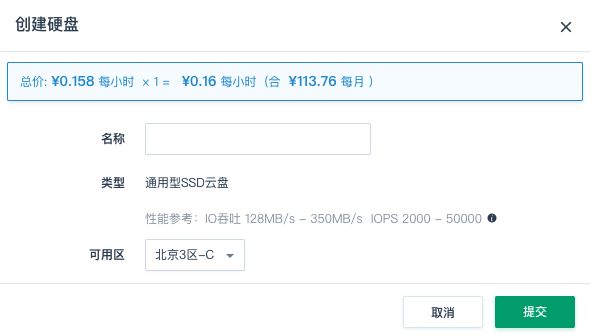 创建硬盘
总价: ¥0.158 每小时 × 1 = ¥0.16 每小时（合 ¥113.76 每月 ）
名称
类型 通用型SSD云盘
性能参考：IO吞吐 128MB/s - 350MB/s IOPS 2000 - 50000
可用区 北京3区-C
取消 提交